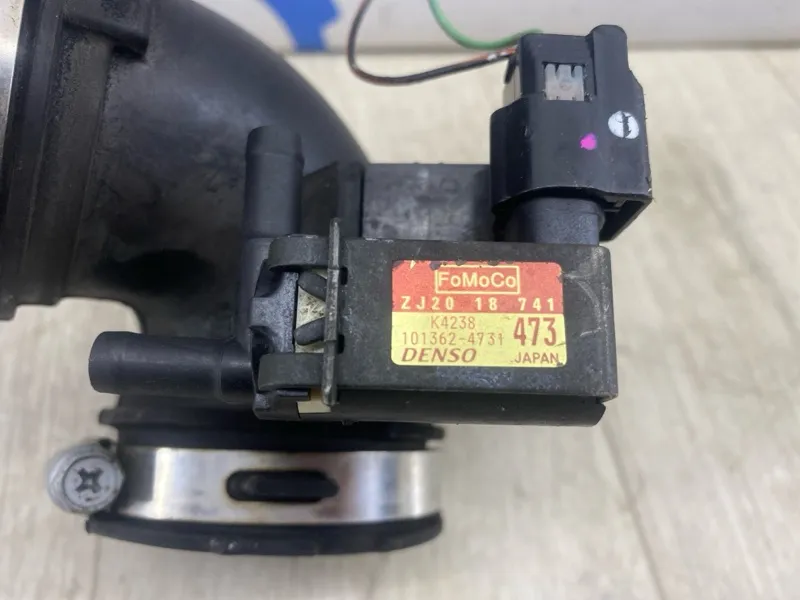 FoMoCo
ZJ20 18 741
K4238
101362-4731
473
DENSO
JAPAN